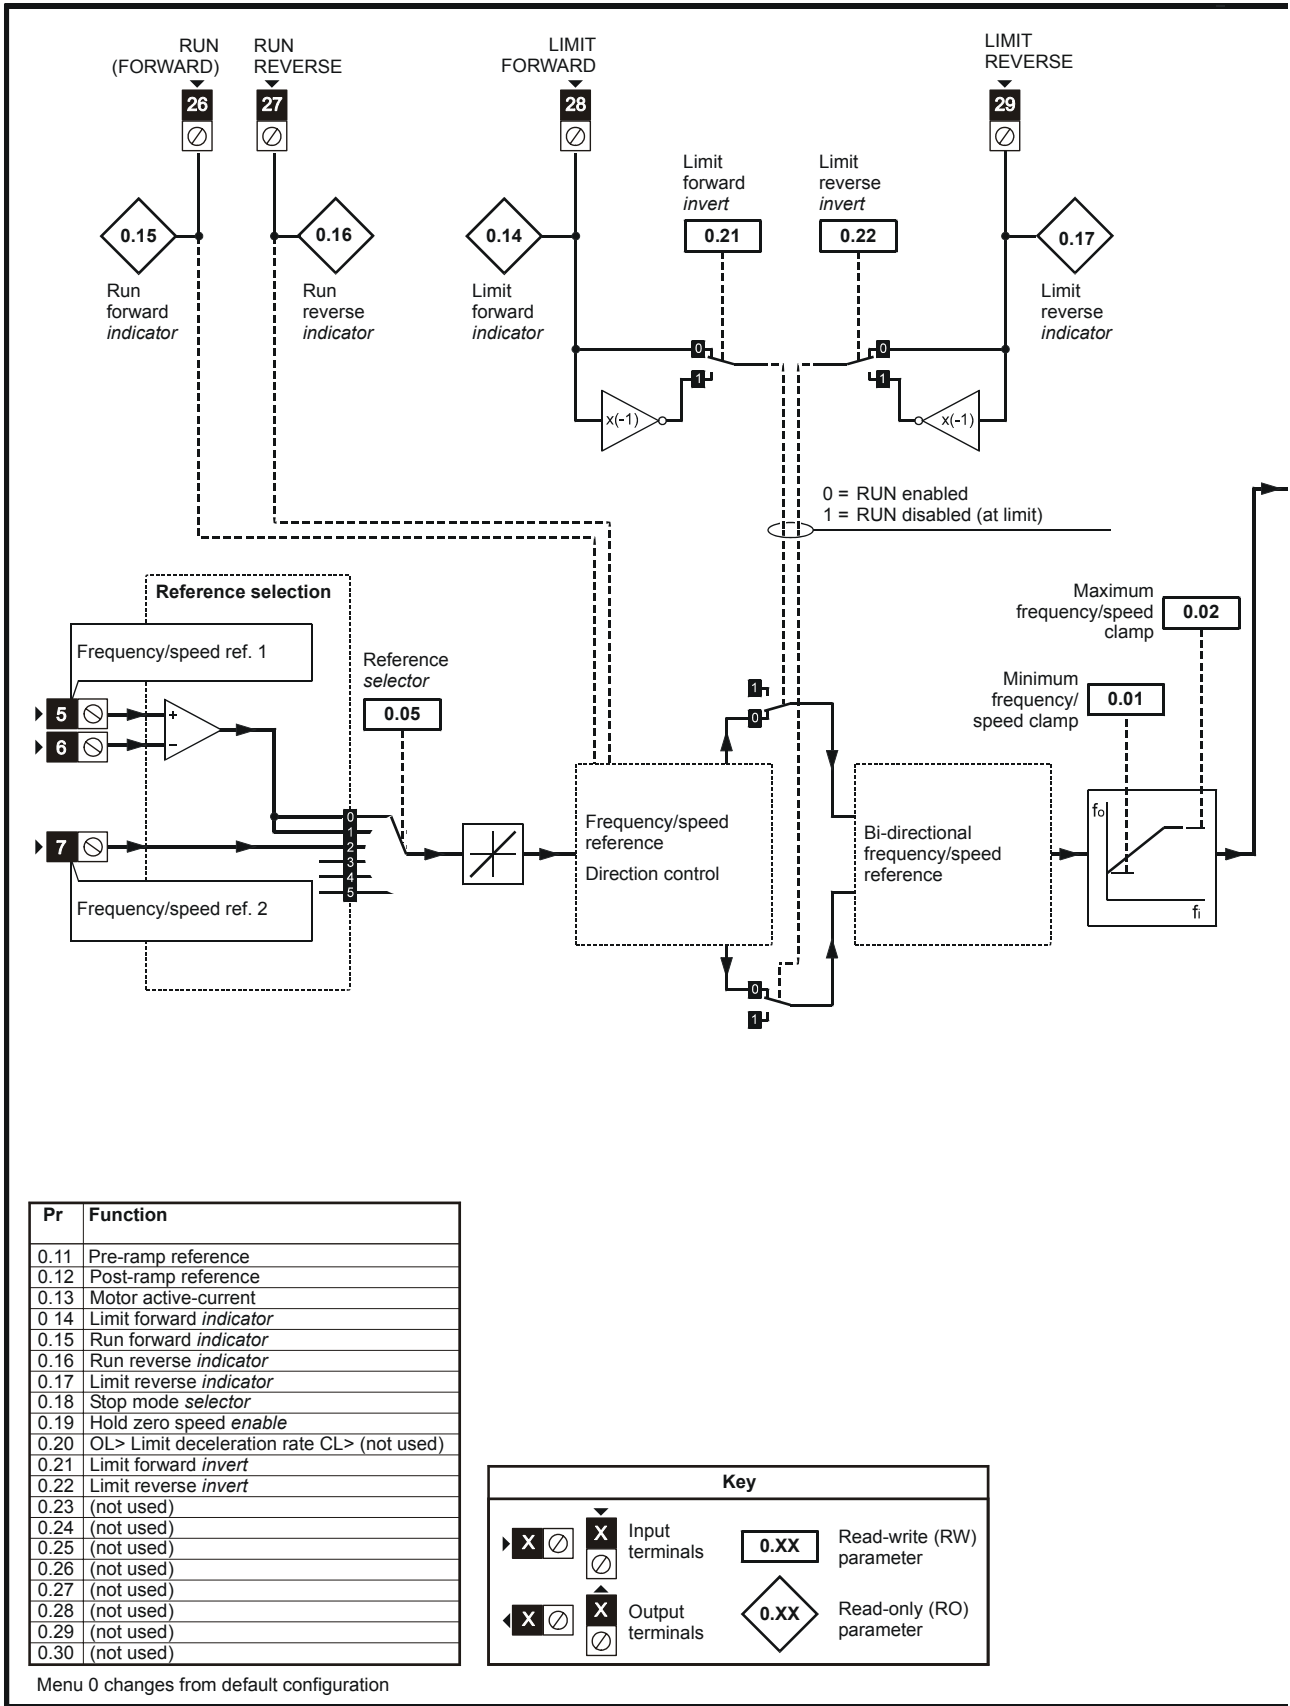 RUN
(FORWARD)
RUN
REVERSE
LIMIT
FORWARD
LIMIT
REVERSE
26
27
28
29
Limit
forward
invert
Limit
reverse
invert
0.15
0.16
0.14
0.21
0.22
0.17
Run
forward
indicator
Run
reverse
indicator
Limit
forward
indicator
Limit
reverse
indicator
0
1
0
1
x(-1)
x(-1)
0 = RUN enabled
1 = RUN disabled (at limit)
Reference selection
Frequency/speed ref. 1
Reference
selector
0.05
5
6
+
−
7
Frequency/speed ref. 2
0
1
2
3
4
5
Frequency/speed
reference
Direction control
1
0
0
1
Bi-directional
frequency/speed
reference
Maximum
frequency/speed
clamp
0.02
Minimum
frequency/
speed clamp
0.01
fo
fi
Pr Function
0.11 Pre-ramp reference
0.12 Post-ramp reference
0.13 Motor active-current
0 14 Limit forward indicator
0.15 Run forward indicator
0.16 Run reverse indicator
0.17 Limit reverse indicator
0.18 Stop mode selector
0.19 Hold zero speed enable
0.20 OL> Limit deceleration rate CL> (not used)
0.21 Limit forward invert
0.22 Limit reverse invert
0.23 (not used)
0.24 (not used)
0.25 (not used)
0.26 (not used)
0.27 (not used)
0.28 (not used)
0.29 (not used)
0.30 (not used)
Menu 0 changes from default configuration
Key
X
X
Input
terminals
0.XX
Read-write (RW)
parameter
X
X
Output
terminals
0.XX
Read-only (RO)
parameter